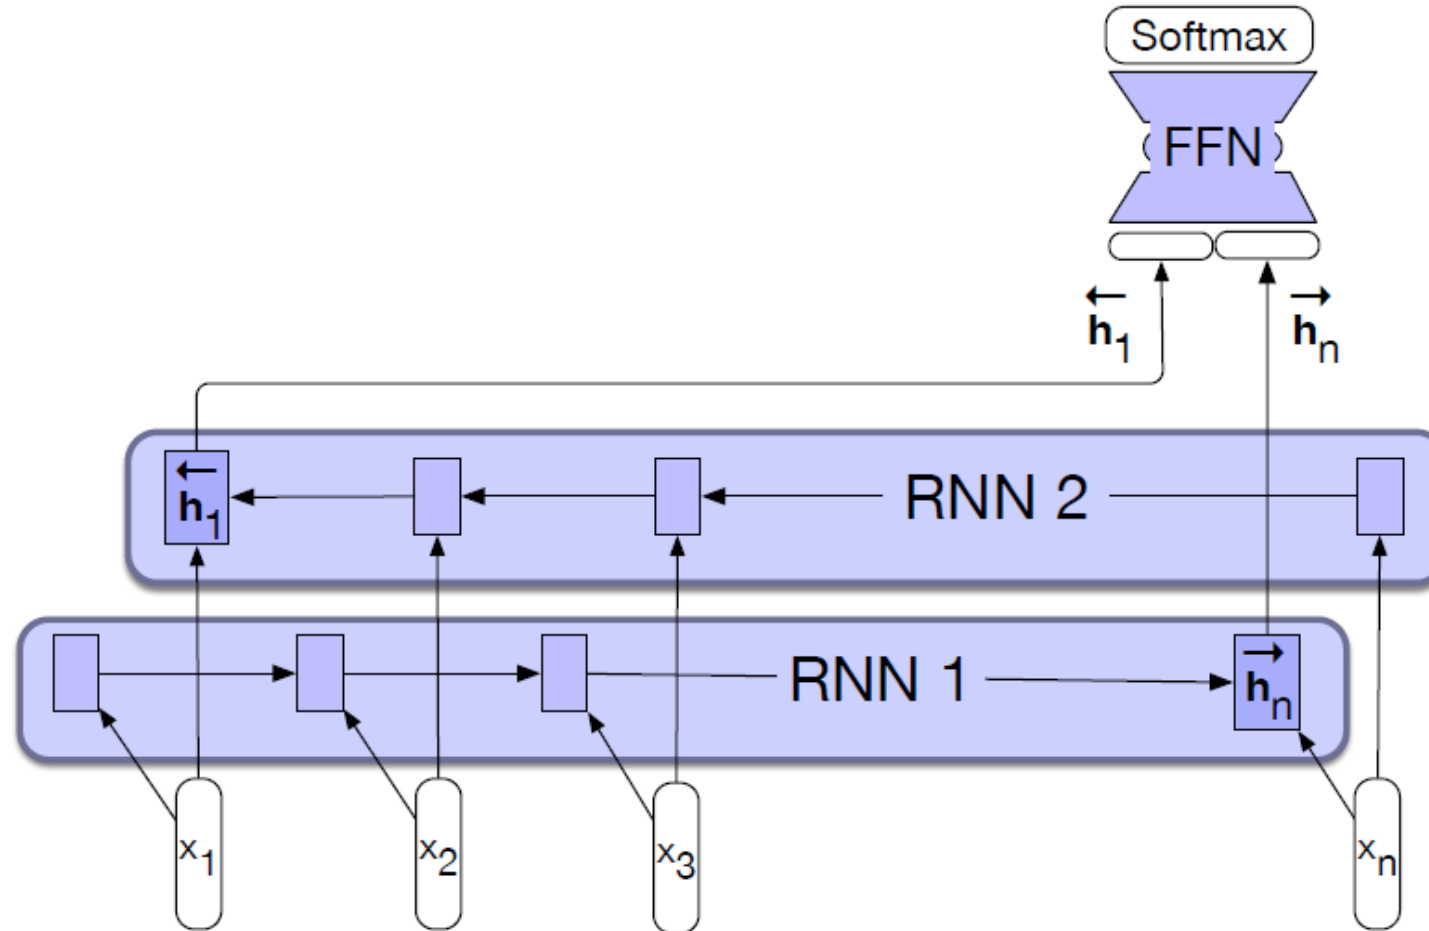 Softmax
FFN
←h₁ →hₙ
←h₁ RNN 2
RNN 1 →hₙ
x₁ x₂ x₃ xₙ